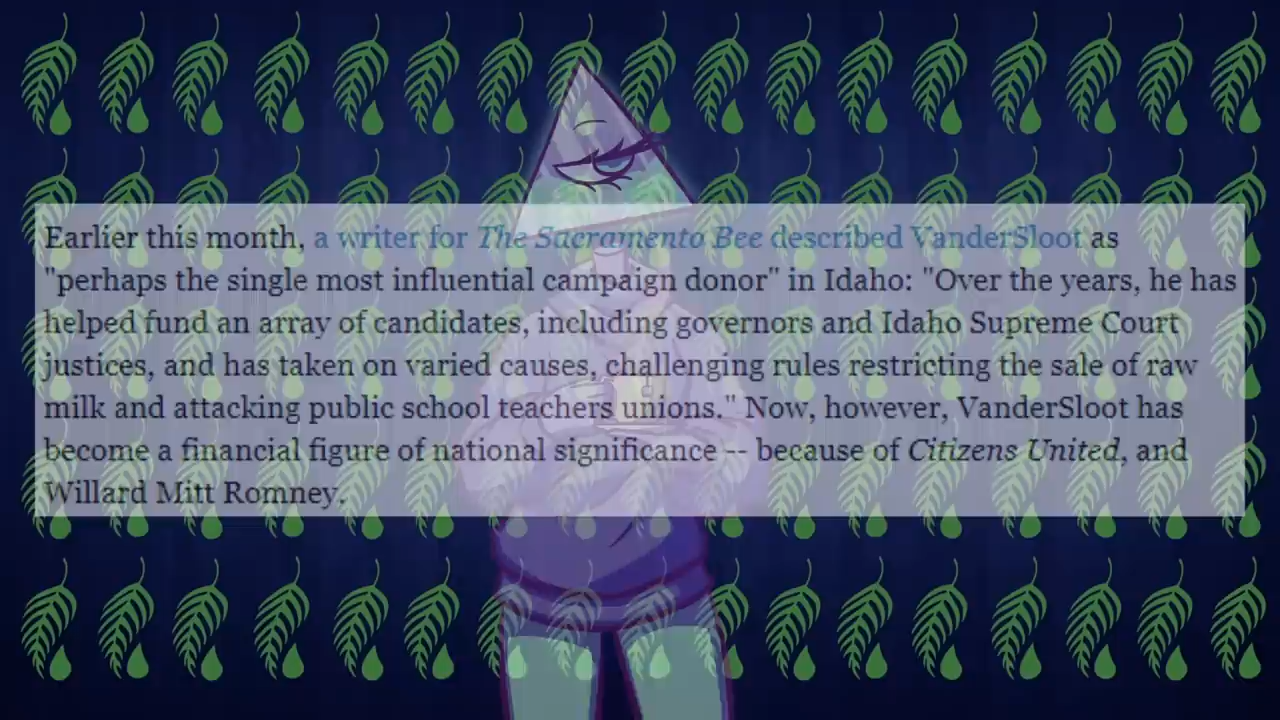 Earlier this month, a writer for The Sacramento Bee described VanderSloot as
"perhaps the single most influential campaign donor" in Idaho: "Over the years, he has
helped fund an array of candidates, including governors and Idaho Supreme Court
justices, and has taken on varied causes, challenging rules restricting the sale of raw
milk and attacking public school teachers unions." Now, however, VanderSloot has
become a financial figure of national significance -- because of Citizens United, and
Willard Mitt Romney.